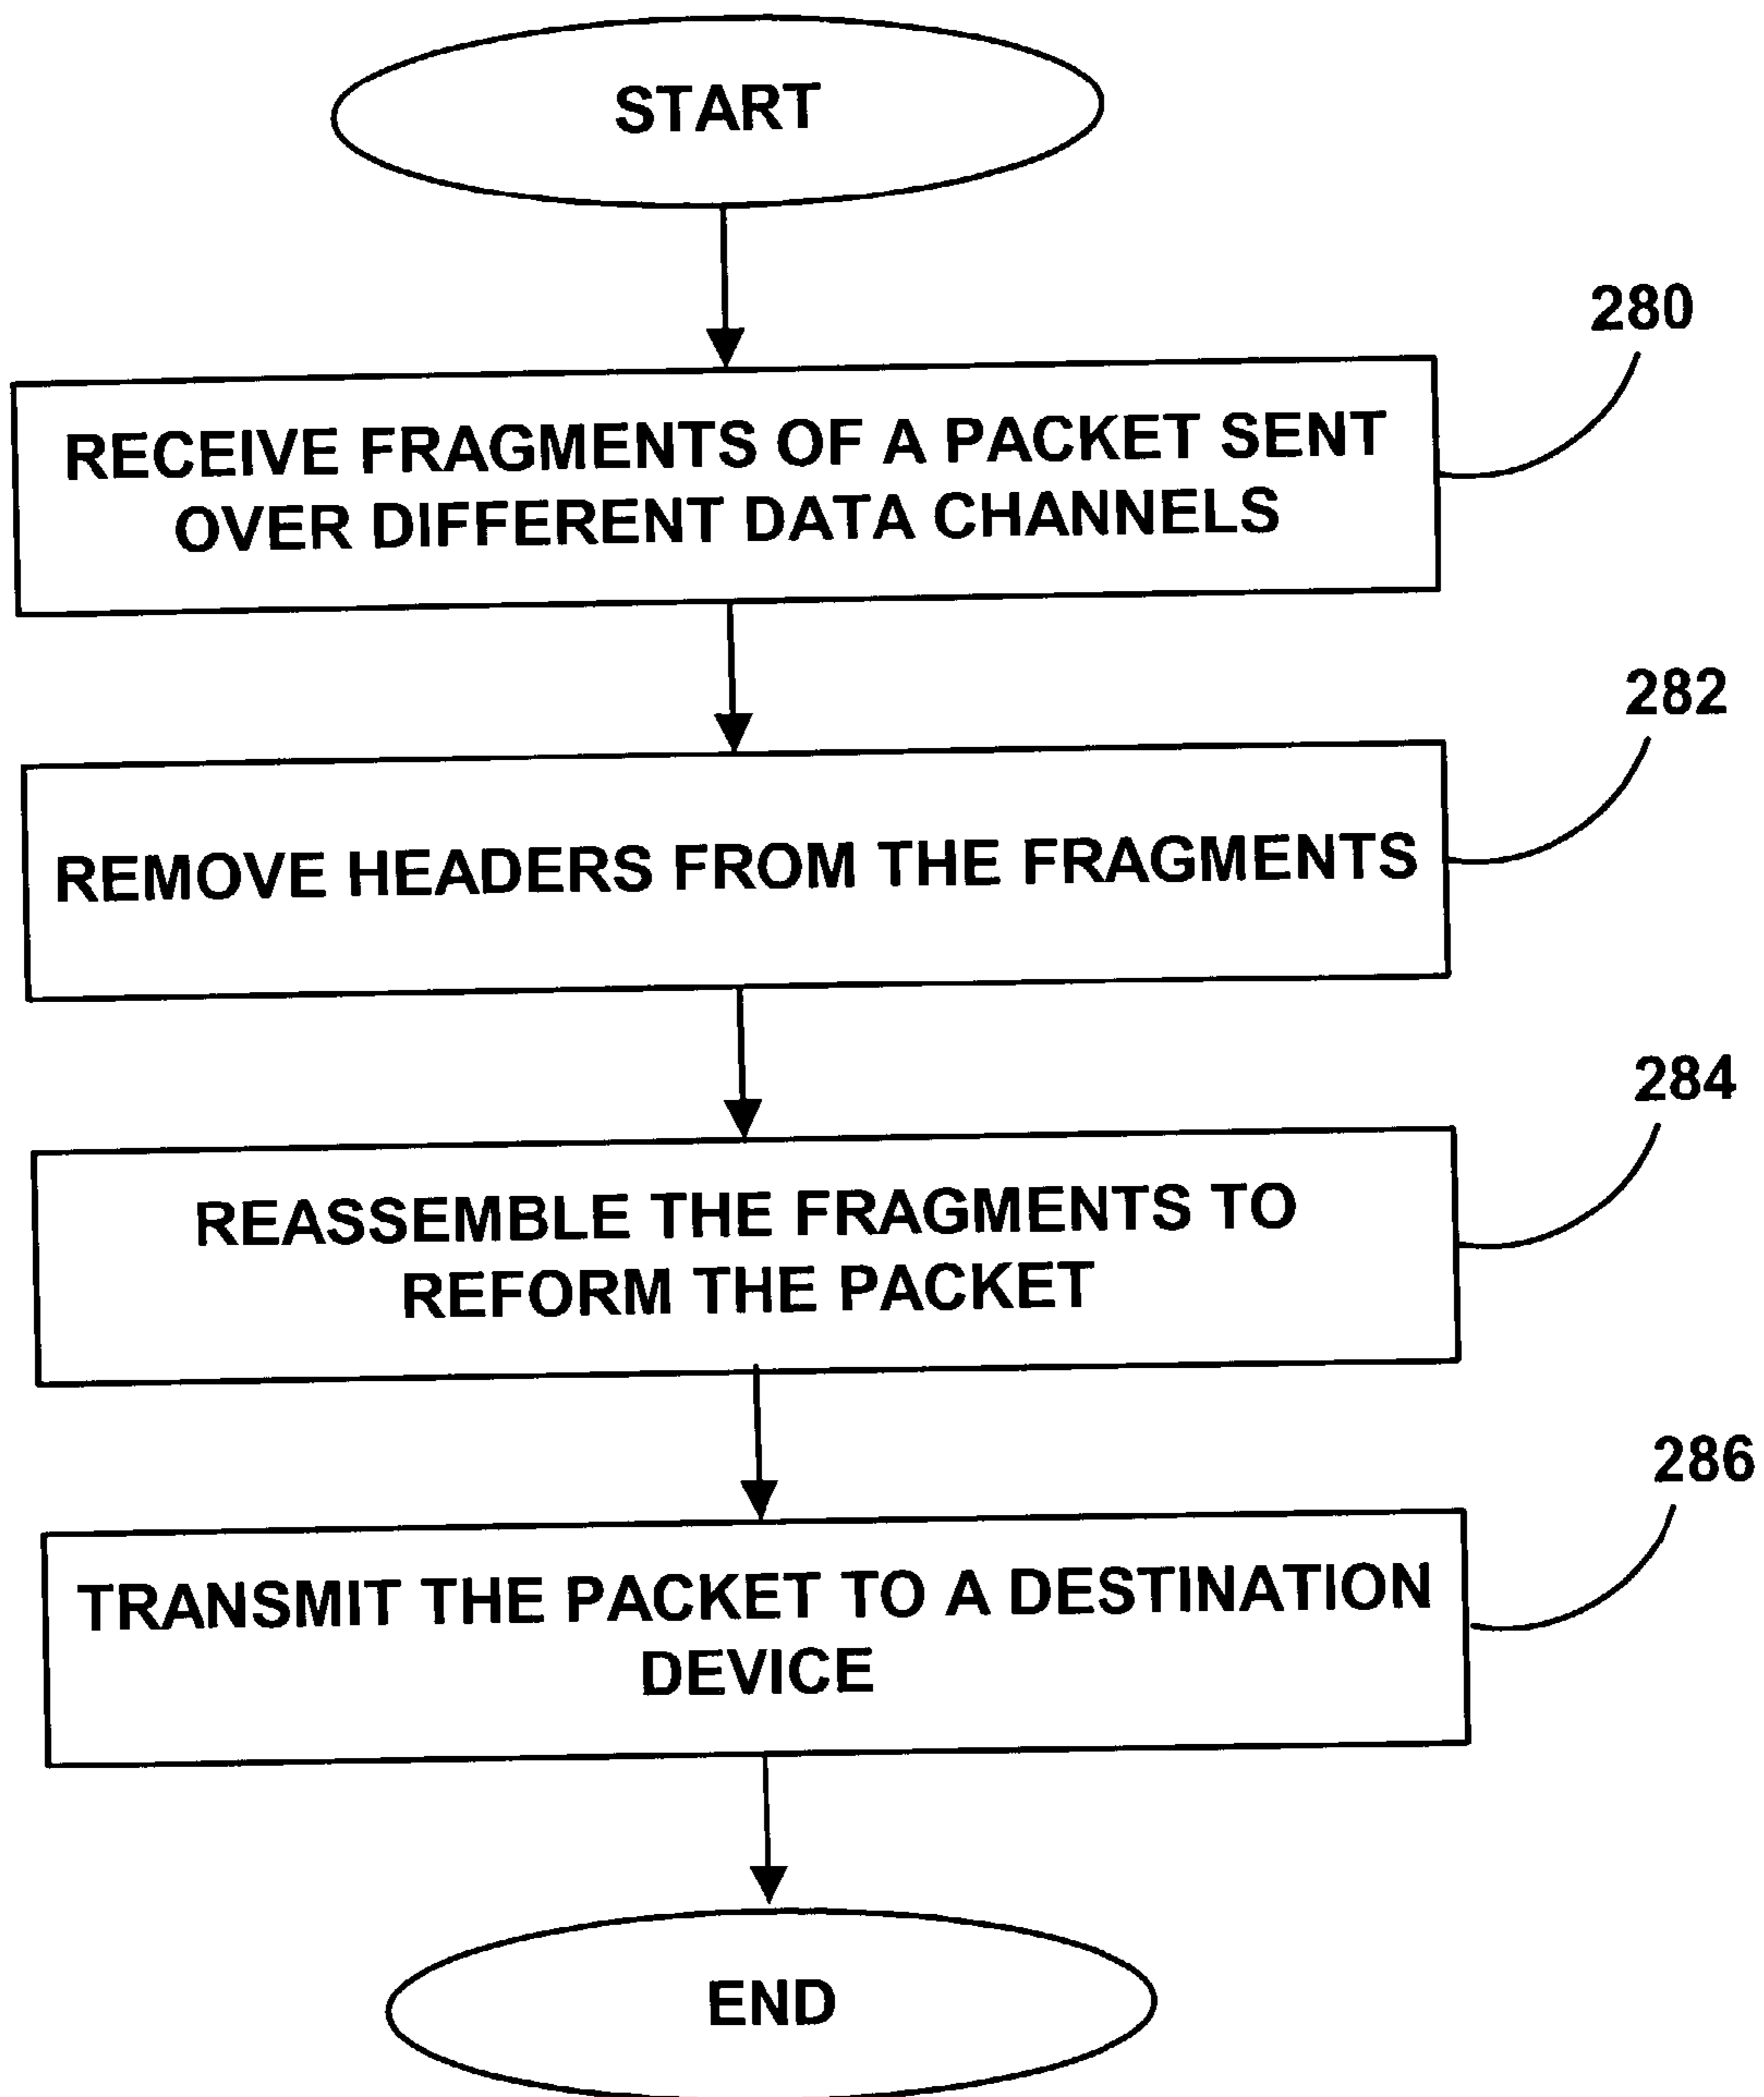 START
280
RECEIVE FRAGMENTS OF A PACKET SENT
OVER DIFFERENT DATA CHANNELS
282
REMOVE HEADERS FROM THE FRAGMENTS
284
REASSEMBLE THE FRAGMENTS TO
REFORM THE PACKET
286
TRANSMIT THE PACKET TO A DESTINATION
DEVICE
END